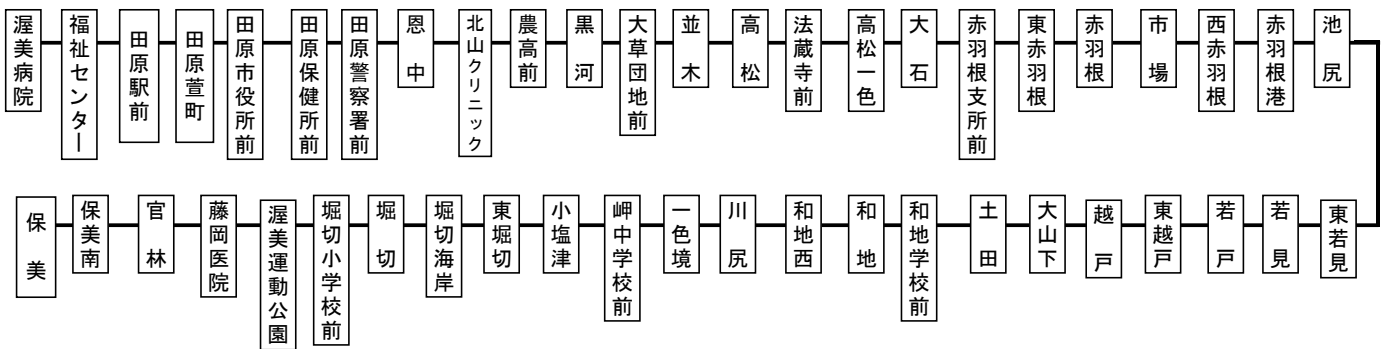 渥美病院
福祉センター
田原駅前
田原萱町
田原市役所前
田原保健所前
田原警察署前
恩中
北山クリニック
農高前
黒河
大草団地前
並木
高松
法蔵寺前
高松一色
大石
赤羽根支所前
東赤羽根
赤羽根
市場
西赤羽根
赤羽根港
池尻
東若見
若見
若戸
東越戸
越戸
大山下
土田
和地学校前
和地
和地西
川尻
一色境
岬中学校前
小塩津
東堀切
堀切海岸
堀切
堀切小学校前
渥美運動公園
藤岡医院
官林
保美南
保美